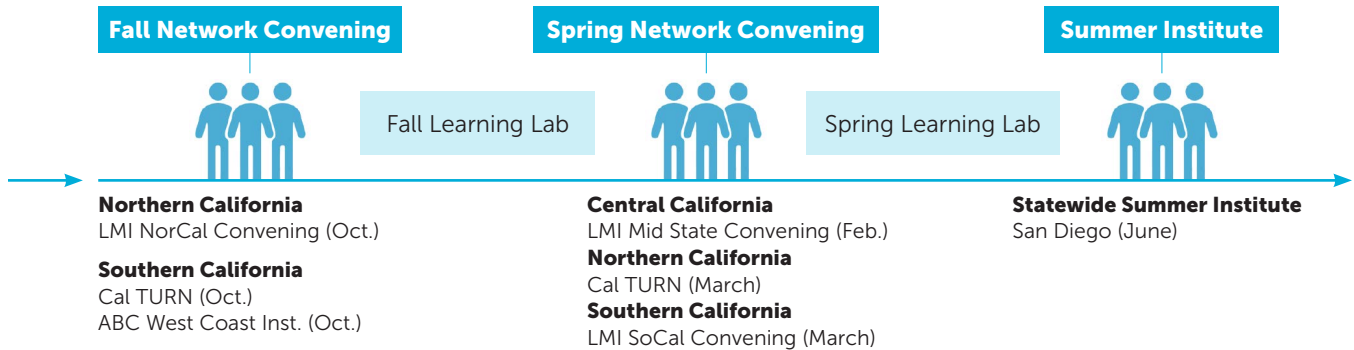 Fall Network Convening
Spring Network Convening
Summer Institute
Fall Learning Lab
Spring Learning Lab
Northern California
LMI NorCal Convening (Oct.)
Southern California
Cal TURN (Oct.)
ABC West Coast Inst. (Oct.)
Central California
LMI Mid State Convening (Feb.)
Northern California
Cal TURN (March)
Southern California
LMI SoCal Convening (March)
Statewide Summer Institute
San Diego (June)